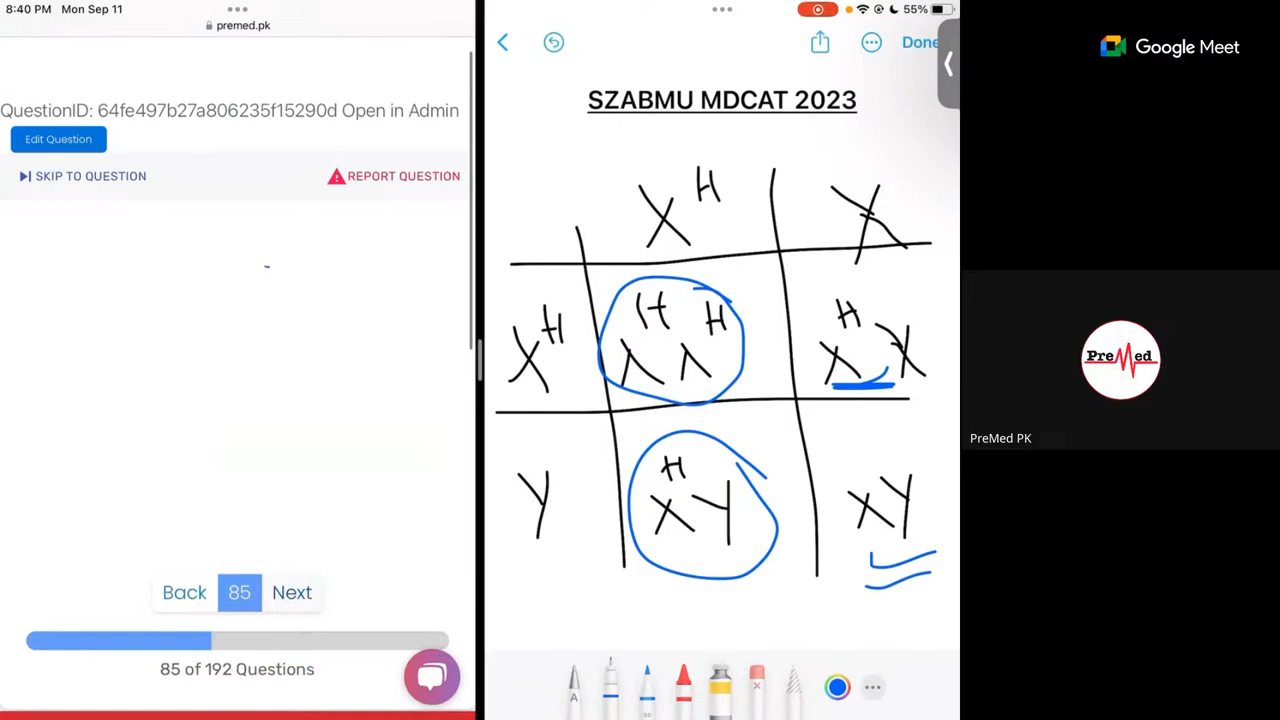 8:40 PM Mon Sep 11
premed.pk
QuestionID: 64fe497b27a806235f15290d Open in Admin
Edit Question
SKIP TO QUESTION
REPORT QUESTION
Back 85 Next
85 of 192 Questions
55%
Done
SZABMU MDCAT 2023
X H X
X H X H X H X H X
Y X H Y X Y
A
56
Google Meet
PreMed
PreMed PK